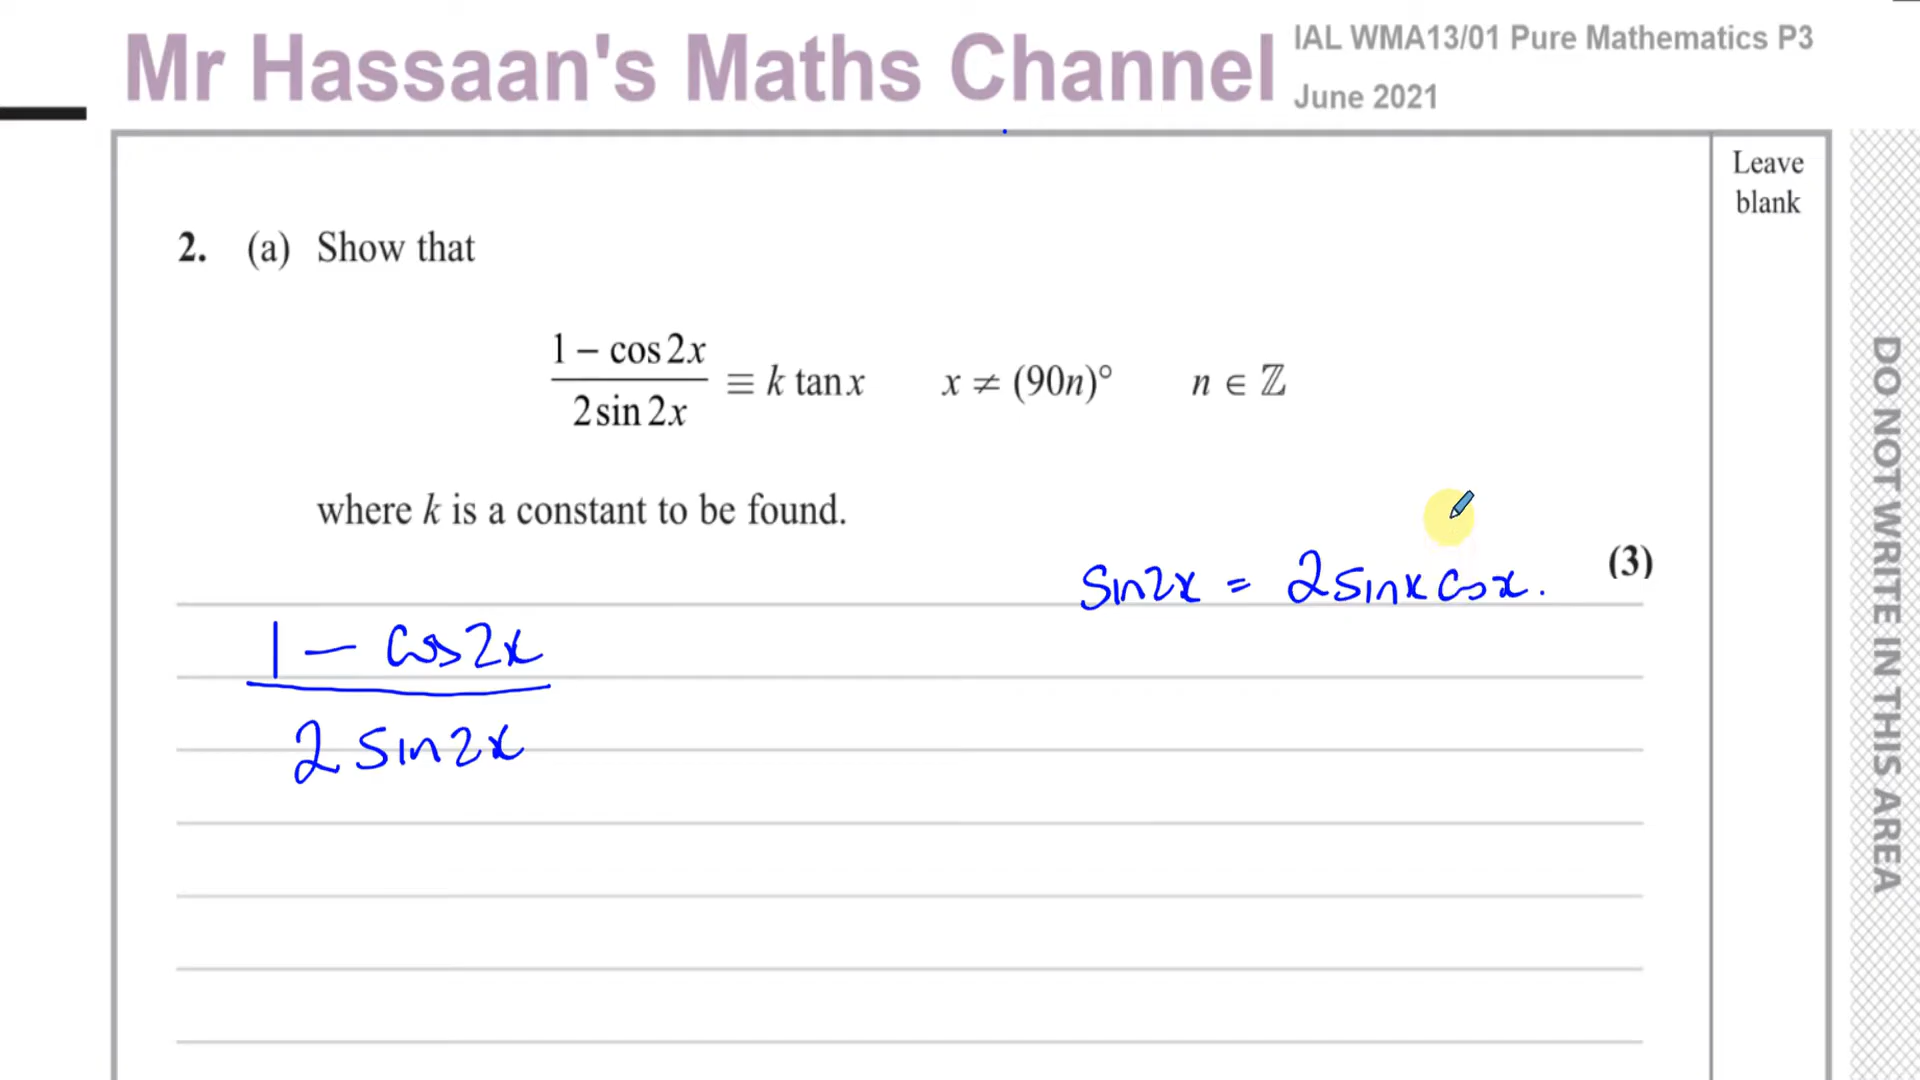 Mr Hassaan's Maths Channel
IAL WMA13/01 Pure Mathematics P3
June 2021
Leave
blank
2. (a) Show that
1 – cos 2x
2 sin 2x
≡ k tan x x ≠ (90n)° n ∈ ℤ
where k is a constant to be found.
(3)
sin2x = 2sinx cosx.
1 – cos2x
2 sin2x
DO NOT WRITE IN THIS AREA